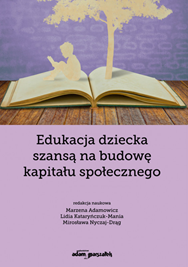 Edukacja dziecka
szansą na budowę
kapitału społecznego
redakcja naukowa
Marzena Adamowicz
Lidia Kataryńczuk-Mania
Mirosława Nyczaj-Drąg
adam marszałek